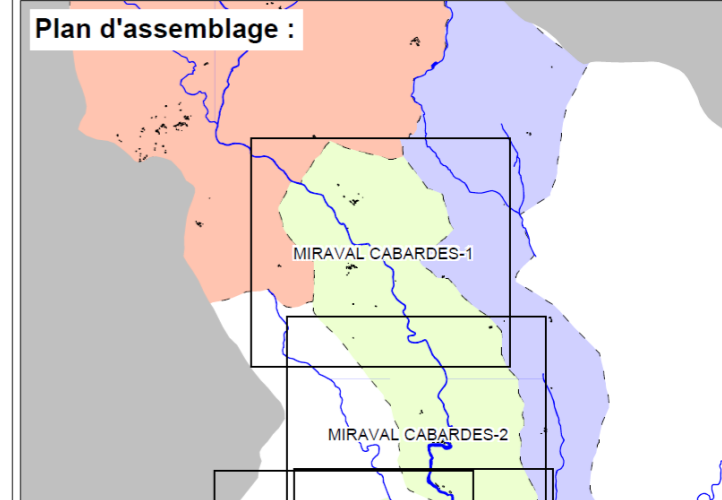 Plan d'assemblage :
MIRAVAL CABARDES-1
MIRAVAL CABARDES-2